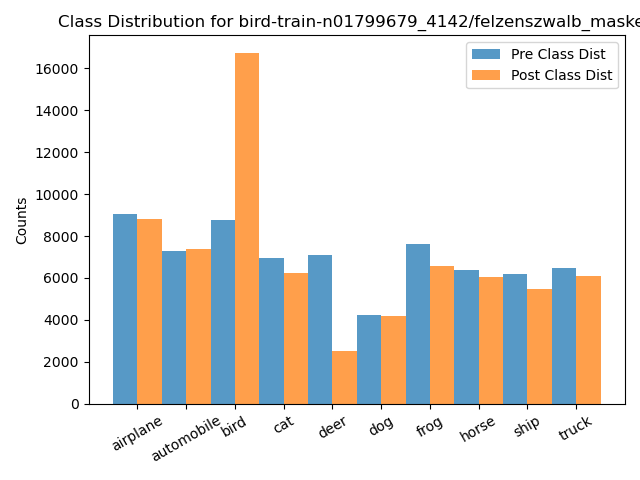 Class Distribution for bird-train-n01799679_4142/felzenszwalb_maske
Pre Class Dist
Post Class Dist
Counts
16000
14000
12000
10000
8000
6000
4000
2000
0
airplane
automobile
bird
cat
deer
dog
frog
horse
ship
truck